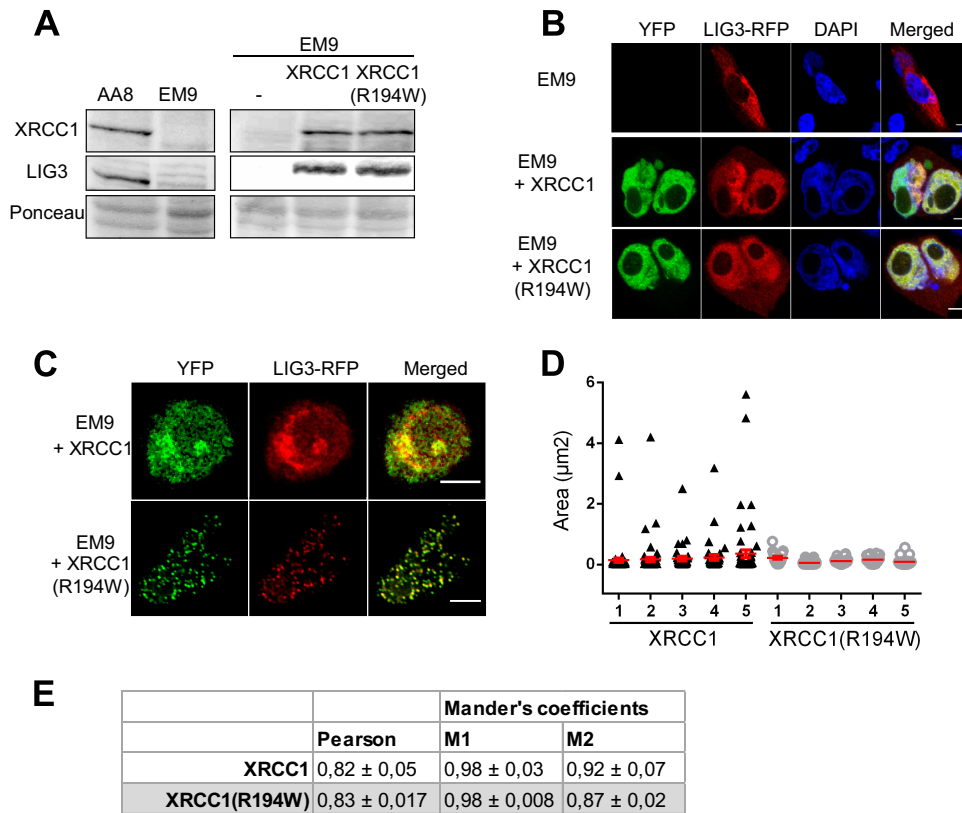 A
EM9
XRCC1 XRCC1
AA8 EM9 - (R194W)
XRCC1
LIG3
Ponceau
B
YFP LIG3-RFP DAPI Merged
EM9
EM9
+ XRCC1
EM9
+ XRCC1
(R194W)
C
YFP LIG3-RFP Merged
EM9
+ XRCC1
EM9
+ XRCC1
(R194W)
D
Area (µm2)
6
4
2
0
1 2 3 4 5 1 2 3 4 5
XRCC1 XRCC1(R194W)
E
Mander's coefficients
Pearson M1 M2
XRCC1 0,82 ± 0,05 0,98 ± 0,03 0,92 ± 0,07
XRCC1(R194W) 0,83 ± 0,017 0,98 ± 0,008 0,87 ± 0,02